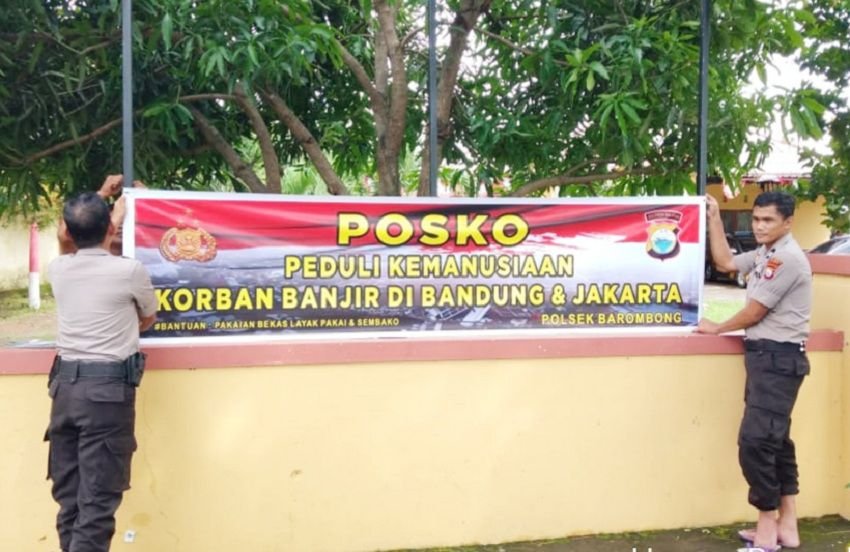 POSKO
PEDULI KEMANUSIAAN
KORBAN BANJIR DI BANDUNG & JAKARTA
#BANTUAN : PAKAIAN BEKAS LAYAK PAKAI & SEMBAKO
POLSEK BAROMBONG